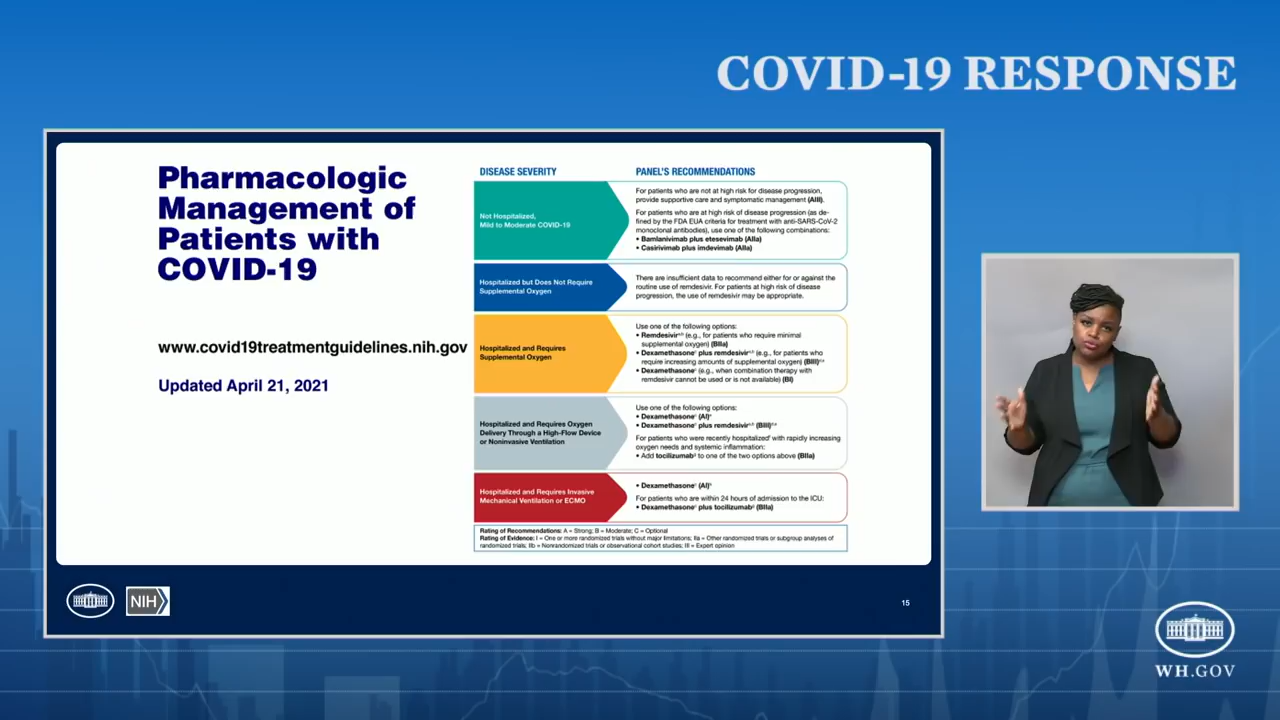 COVID-19 RESPONSE
Pharmacologic
Management of
Patients with
COVID-19
www.covid19treatmentguidelines.nih.gov
Updated April 21, 2021
DISEASE SEVERITY
PANEL'S RECOMMENDATIONS
Not Hospitalized,
Mild to Moderate COVID-19
For patients who are not at high risk for disease progression,
provide supportive care and symptomatic management (AIII).
For patients who are at high risk of disease progression (as de-
fined by the FDA EUA criteria for treatment with anti-SARS-CoV-2
monoclonal antibodies), use one of the following combinations:
• Bamlanivimab plus etesevimab (AIIa)
• Casirivimab plus imdevimab (AIIa)
Hospitalized but Does Not Require
Supplemental Oxygen
There are insufficient data to recommend either for or against the
routine use of remdesivir. For patients at high risk of disease
progression, the use of remdesivir may be appropriate.
Hospitalized and Requires
Supplemental Oxygen
Use one of the following options:
• Remdesivir (e.g., for patients who require minimal
supplemental oxygen) (BIIa)
• Dexamethasone plus remdesivir (e.g., for patients who
require increasing amounts of supplemental oxygen) (BIII)
• Dexamethasone (e.g., when combination therapy with
remdesivir cannot be used or is not available) (BI)
Hospitalized and Requires Oxygen
Delivery Through a High-Flow Device
or Noninvasive Ventilation
Use one of the following options:
• Dexamethasone (AI)
• Dexamethasone plus remdesivir (BIII)
For patients who were recently hospitalized with rapidly increasing
oxygen needs and systemic inflammation:
• Add tocilizumab to one of the two options above (BIIa)
Hospitalized and Requires Invasive
Mechanical Ventilation or ECMO
• Dexamethasone (AI)
For patients who are within 24 hours of admission to the ICU:
• Dexamethasone plus tocilizumab (BIIa)
Rating of Recommendations: A = Strong; B = Moderate; C = Optional
Rating of Evidence: I = One or more randomized trials without major limitations; IIa = Other randomized trials or subgroup analyses of
randomized trials; IIb = Nonrandomized trials or observational cohort studies; III = Expert opinion
NIH
15
WH.GOV